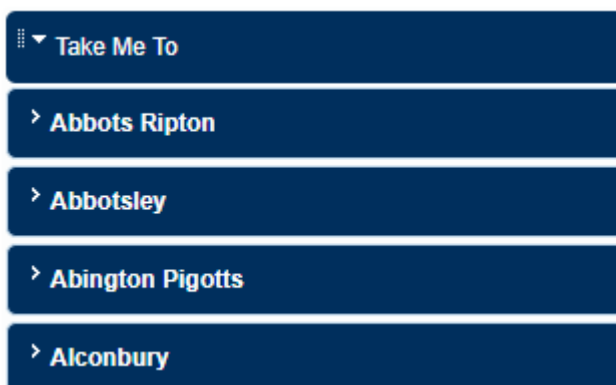 Take Me To
Abbots Ripton
Abbotsley
Abington Pigotts
Alconbury